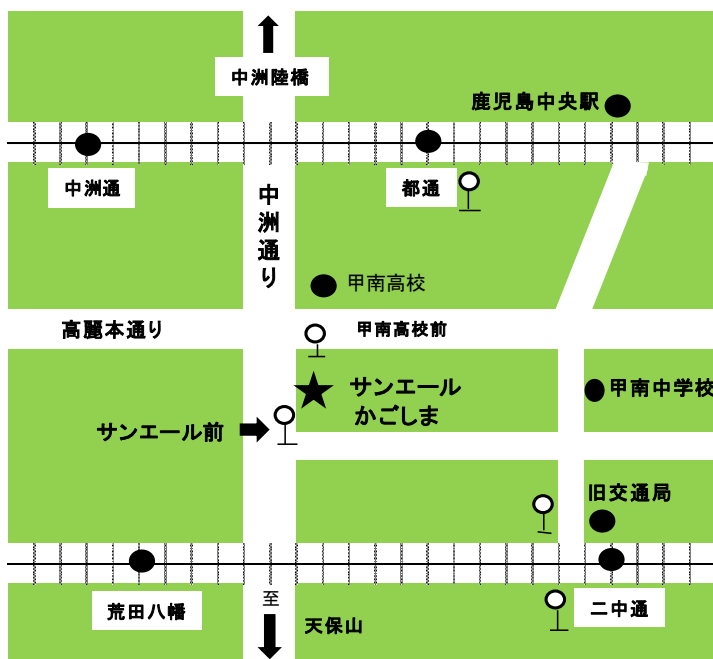 中洲陸橋
鹿児島中央駅
中洲通
都通
中洲通り
甲南高校
高麗本通り
甲南高校前
サンエール
かごしま
甲南中学校
サンエール前
旧交通局
荒田八幡
二中通
至
天保山